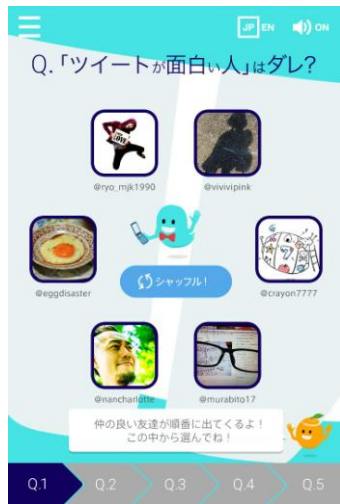 JP EN ON
Q.「ツイートが面白い人」はダレ？
@ryo_mjk1990
@vivivipink
@eggdisaster
シャッフル！
@crayon7777
@nancharlotte
@murabito17
仲の良い友達が順番に出てくるよ！
この中から選んでね！
Q.1 Q.2 Q.3 Q.4 Q.5